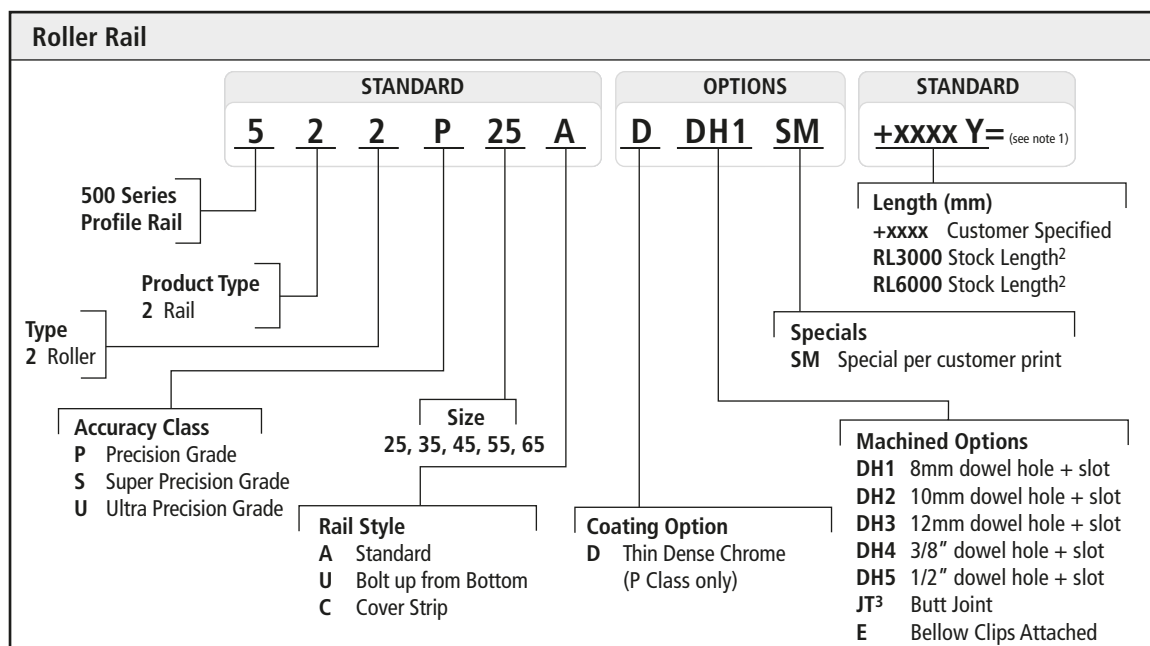 Roller Rail
STANDARD
OPTIONS
STANDARD
5 2 2 P 25 A
D DH1 SM
+xxxx Y= (see note 1)
500 Series
Profile Rail
Product Type
2 Rail
Type
2 Roller
Accuracy Class
P Precision Grade
S Super Precision Grade
U Ultra Precision Grade
Size
25, 35, 45, 55, 65
Rail Style
A Standard
U Bolt up from Bottom
C Cover Strip
Coating Option
D Thin Dense Chrome
(P Class only)
Length (mm)
+xxxx Customer Specified
RL3000 Stock Length²
RL6000 Stock Length²
Specials
SM Special per customer print
Machined Options
DH1 8mm dowel hole + slot
DH2 10mm dowel hole + slot
DH3 12mm dowel hole + slot
DH4 3/8″ dowel hole + slot
DH5 1/2″ dowel hole + slot
JT³ Butt Joint
E Bellow Clips Attached